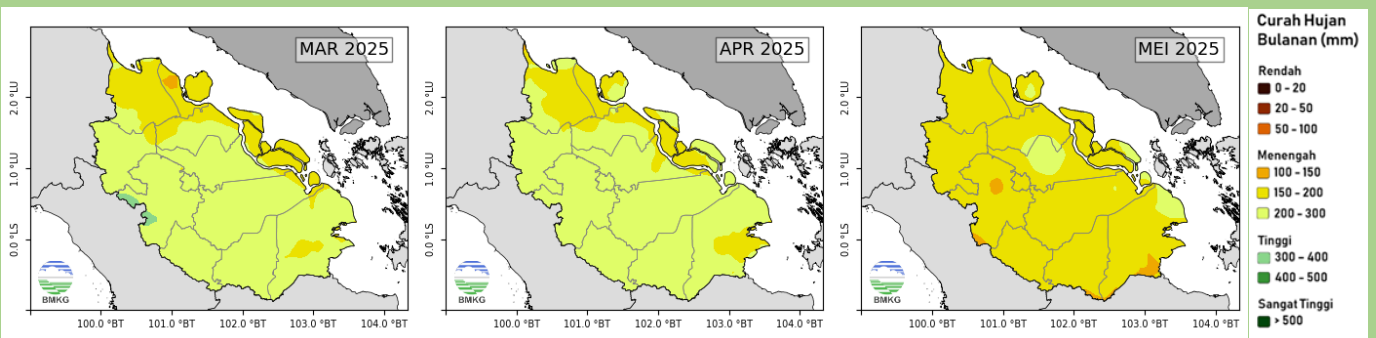 MAR 2025
2.0 °LU
1.0 °LU
0.0 °LS
BMKG
100.0 °BT
101.0 °BT
102.0 °BT
103.0 °BT
104.0 °BT
APR 2025
2.0 °LU
1.0 °LU
0.0 °LS
BMKG
100.0 °BT
101.0 °BT
102.0 °BT
103.0 °BT
104.0 °BT
MEI 2025
2.0 °LU
1.0 °LU
0.0 °LS
BMKG
100.0 °BT
101.0 °BT
102.0 °BT
103.0 °BT
104.0 °BT
Curah Hujan
Bulanan (mm)
Rendah
0 - 20
20 - 50
50 - 100
Menengah
100 - 150
150 - 200
200 - 300
Tinggi
300 - 400
400 - 500
Sangat Tinggi
> 500